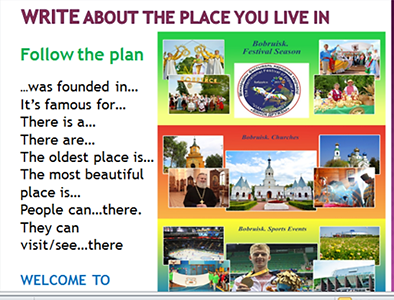 WRITE ABOUT THE PLACE YOU LIVE IN
Follow the plan
...was founded in...
It's famous for...
There is a...
There are...
The oldest place is...
The most beautiful
place is...
People can...there.
They can
visit/see...there
WELCOME TO
Bobruisk.
Festival Season
Bobruisk. Churches
Bobruisk. Sports Events